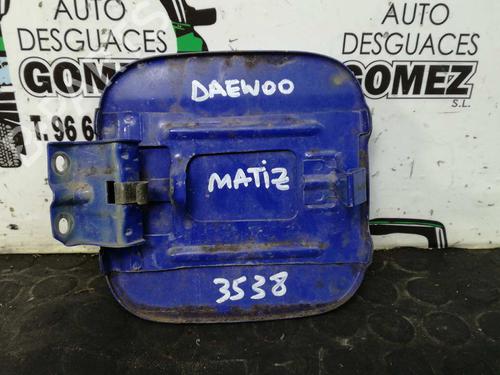 AUTO
DESGUACES
GOMEZ
T. 96 6
AUTO
DESGUACES
GOMEZ
S.L.
DAEWOO
MATIZ
3538